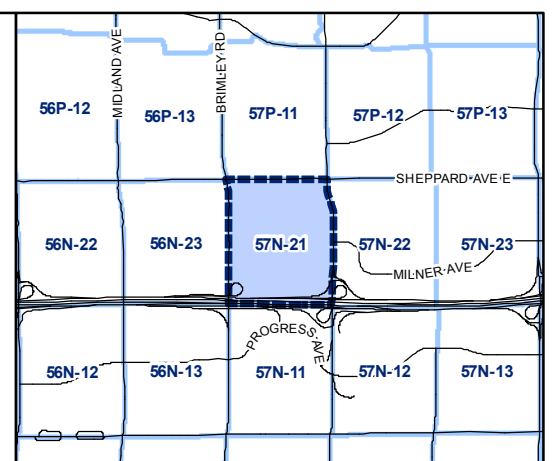 MIDLAND AVE
BRIMLEY RD
56P-12
56P-13
57P-11
57P-12
57P-13
SHEPPARD AVE E
56N-22
56N-23
57N-21
57N-22
57N-23
MILNER AVE
PROGRESS AVE
56N-12
56N-13
57N-11
57N-12
57N-13